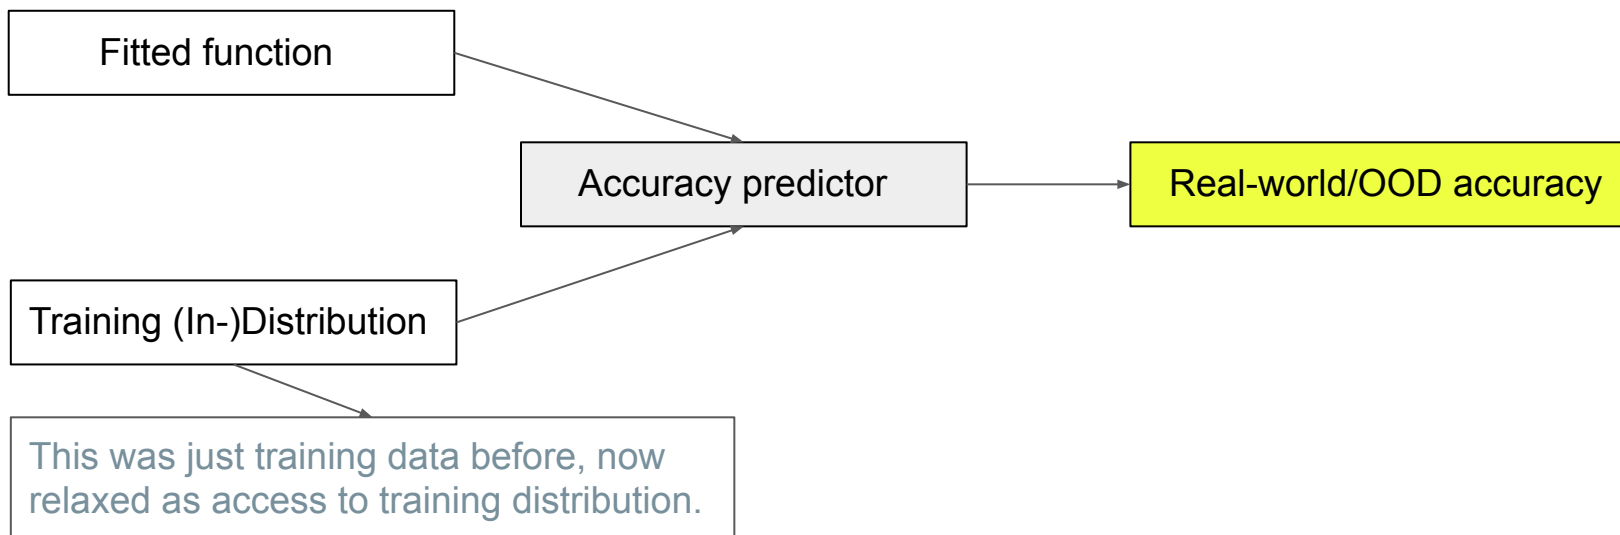 Fitted function
Accuracy predictor
Real-world/OOD accuracy
Training (In-)Distribution
This was just training data before, now
relaxed as access to training distribution.